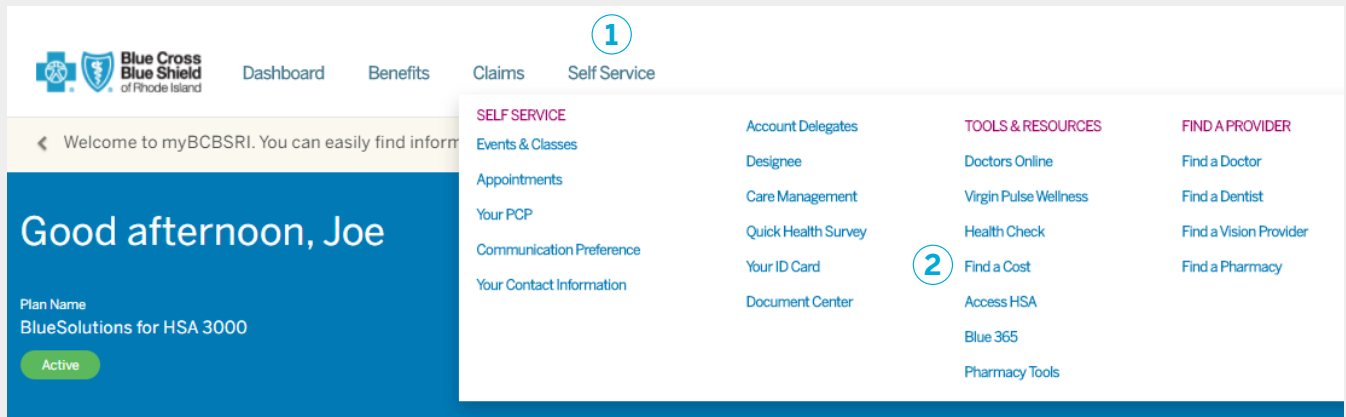 1
Blue Cross
Blue Shield
of Rhode Island
Dashboard Benefits Claims Self Service
Welcome to myBCBSRI. You can easily find inform
Good afternoon, Joe
Plan Name
BlueSolutions for HSA 3000
Active
SELF SERVICE
Events & Classes
Appointments
Your PCP
Communication Preference
Your Contact Information
Account Delegates
Designee
Care Management
Quick Health Survey
Your ID Card
Document Center
TOOLS & RESOURCES
Doctors Online
Virgin Pulse Wellness
Health Check
2 Find a Cost
Access HSA
Blue 365
Pharmacy Tools
FIND A PROVIDER
Find a Doctor
Find a Dentist
Find a Vision Provider
Find a Pharmacy